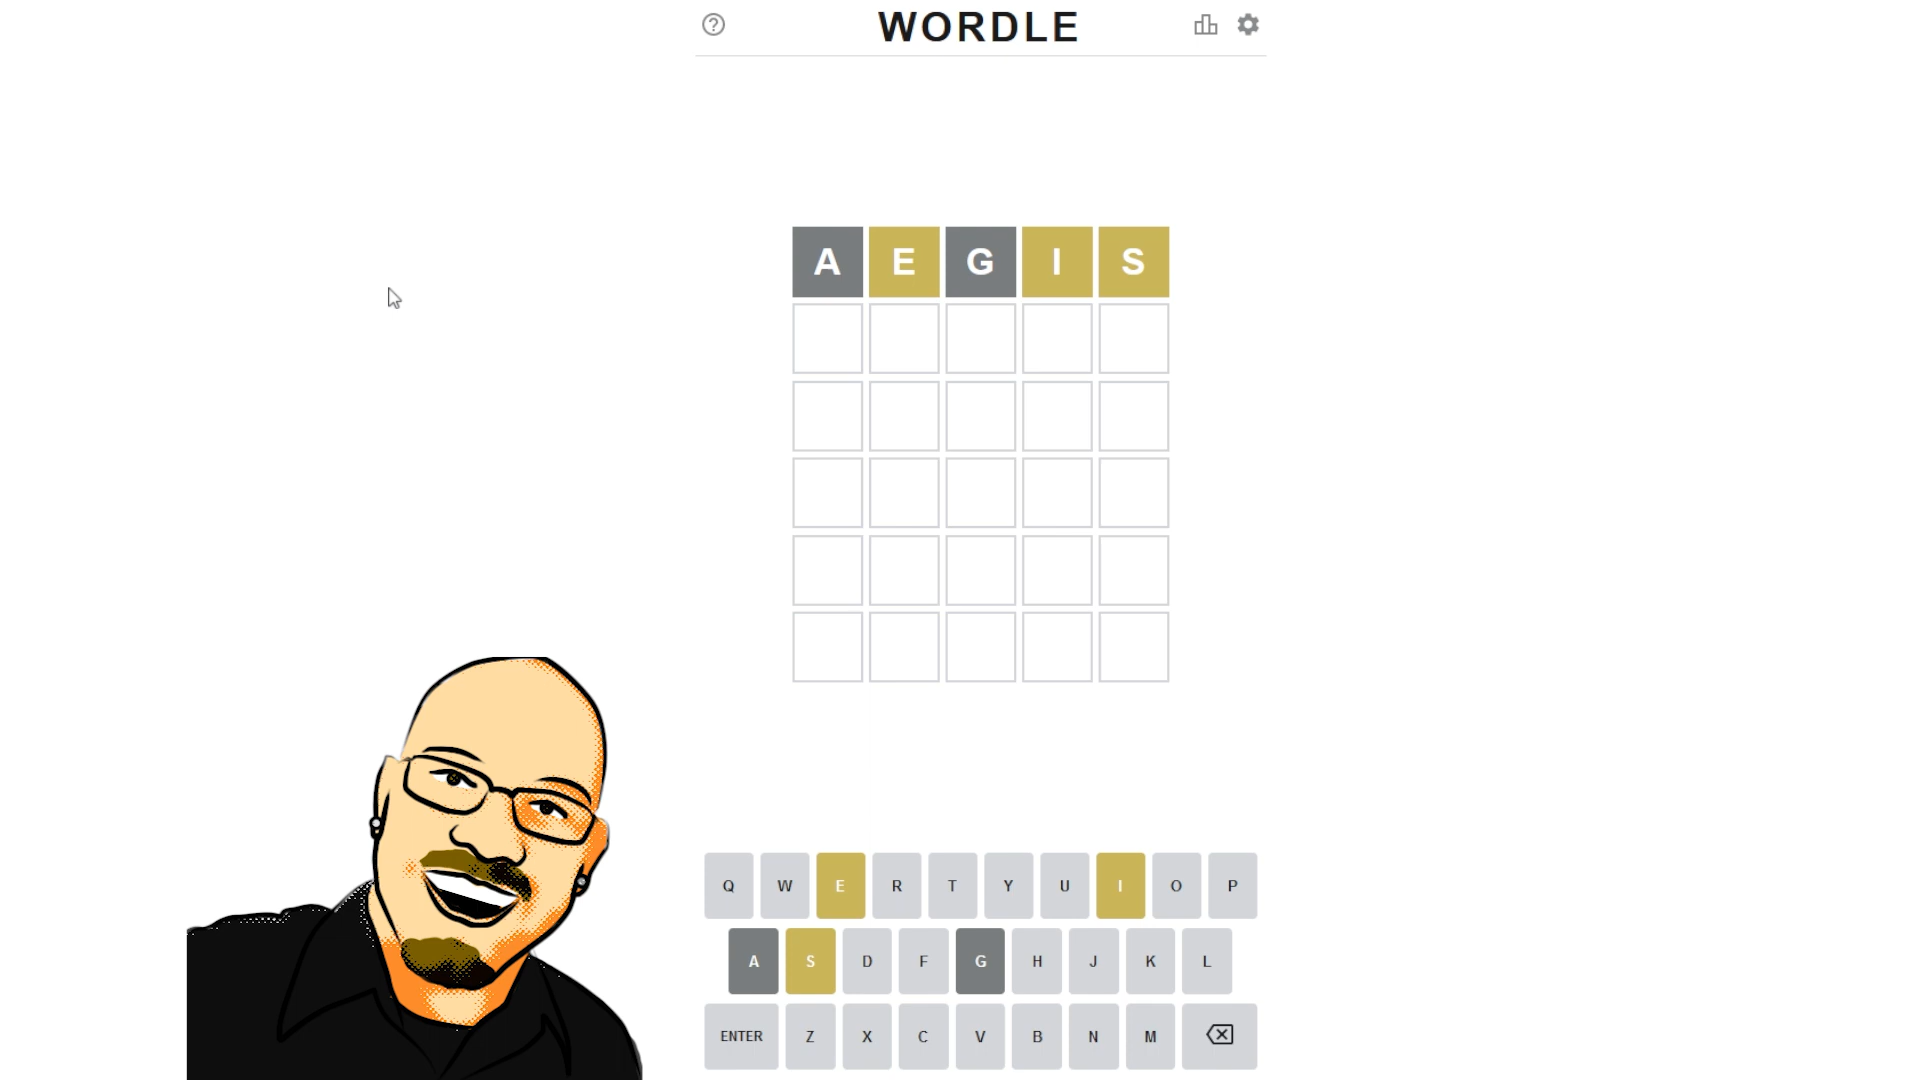 WORDLE
A E G I S
Q W E R T Y U I O P
A S D F G H J K L
ENTER Z X C V B N M